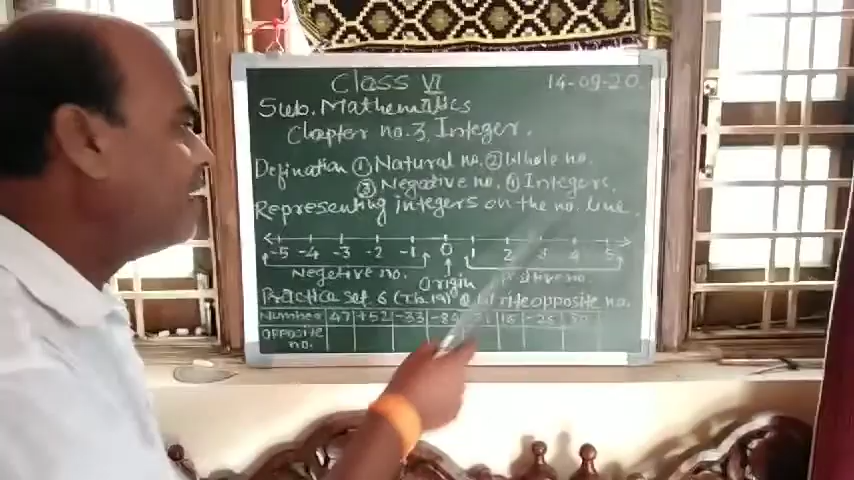 Class VI 14-09-20
Sub. Mathematics
Chapter no. 3, Integer.
Defination ① Natural no. ② Whole no.
③ Negative no. ④ Integers.
Representing integers on the no. line.
-5 -4 -3 -2 -1 0 1 2 3 4 5
Negetive no. Origin Positive no.
Practice set 6 Write opposite no.
Number 47 +52 -33 -84 18 -25
Opposite no.